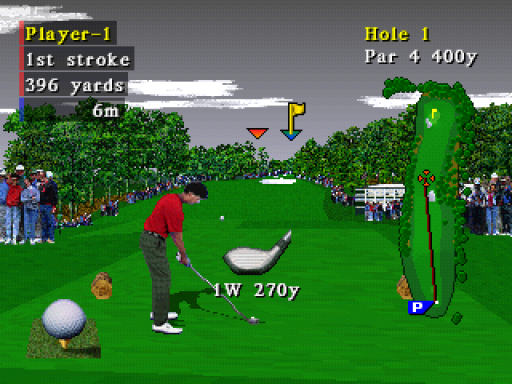 Player-1
1st stroke
396 yards
6m
Hole 1
Par 4 400y
1W 270y
P